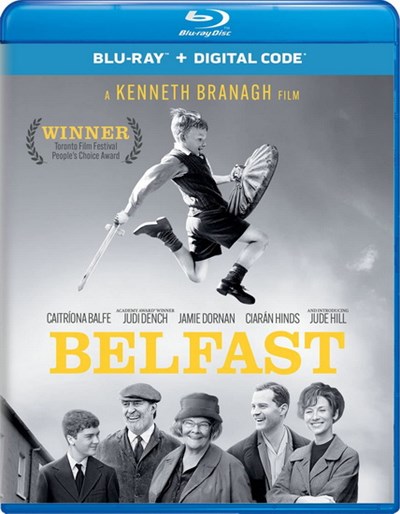 Blu-ray Disc
BLU-RAY™ + DIGITAL CODE*
A KENNETH BRANAGH FILM
WINNER
Toronto Film Festival
People's Choice Award
CAITRÍONA BALFE
ACADEMY AWARD® WINNER
JUDI DENCH
JAMIE DORNAN
CIARÁN HINDS
AND INTRODUCING
JUDE HILL
BELFAST